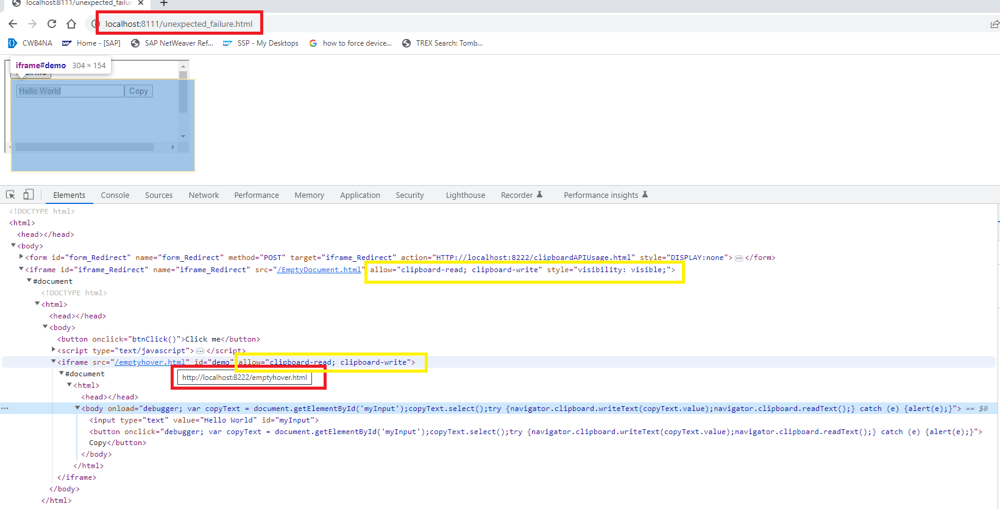 localhost:8111/unexpected_failur
localhost:8111/unexpected_failure.html
CWB4NA Home - [SAP] SAP NetWeaver Ref... SSP - My Desktops how to force device... TREX Search: Tomb...
iframe#demo 304 × 154
Hello World Copy
Elements Console Sources Network Performance Memory Application Security Lighthouse Recorder Performance insights
<!DOCTYPE html>
<html>
<head></head>
<body>
<form id="form_Redirect" name="form_Redirect" method="POST" target="iframe_Redirect" action="HTTP://localhost:8222/clipboardAPIUsage.html" style="DISPLAY:none">…</form>
<iframe id="iframe_Redirect" name="iframe_Redirect" src="/EmptyDocument.html" allow="clipboard-read; clipboard-write" style="visibility: visible;">
#document
<!DOCTYPE html>
<html>
<head></head>
<body>
<button onclick="btnClick()">Click me</button>
<script type="text/javascript">…</script>
<iframe src="/emptyhover.html" id="demo" allow="clipboard-read; clipboard-write">
#document http://localhost:8222/emptyhover.html
<html>
<head></head>
<body onload="debugger; var copyText = document.getElementById('myInput');copyText.select();try {navigator.clipboard.writeText(copyText.value);navigator.clipboard.readText();} catch (e) {alert(e);}"> == $0
<input type="text" value="Hello World" id="myInput">
<button onclick="debugger; var copyText = document.getElementById('myInput');copyText.select();try {navigator.clipboard.writeText(copyText.value);navigator.clipboard.readText();} catch (e) {alert(e);}">
Copy</button>
</body>
</html>
</iframe>
</body>
</html>